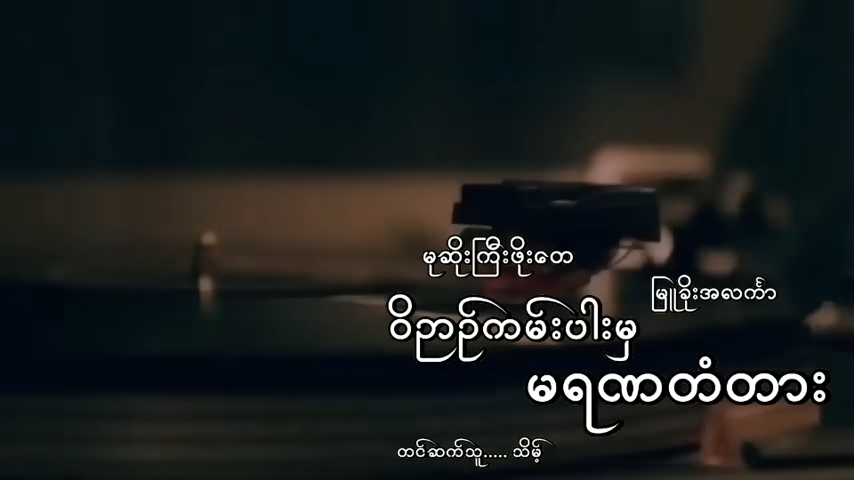 မုဆိုးကြီးဖိုးတေ
မြူခိုးအလင်္ကာ
ဝိညာဉ်ကမ်းပါးမှ
မရဏတံတား
တင်ဆက်သူ..... သိမ့်